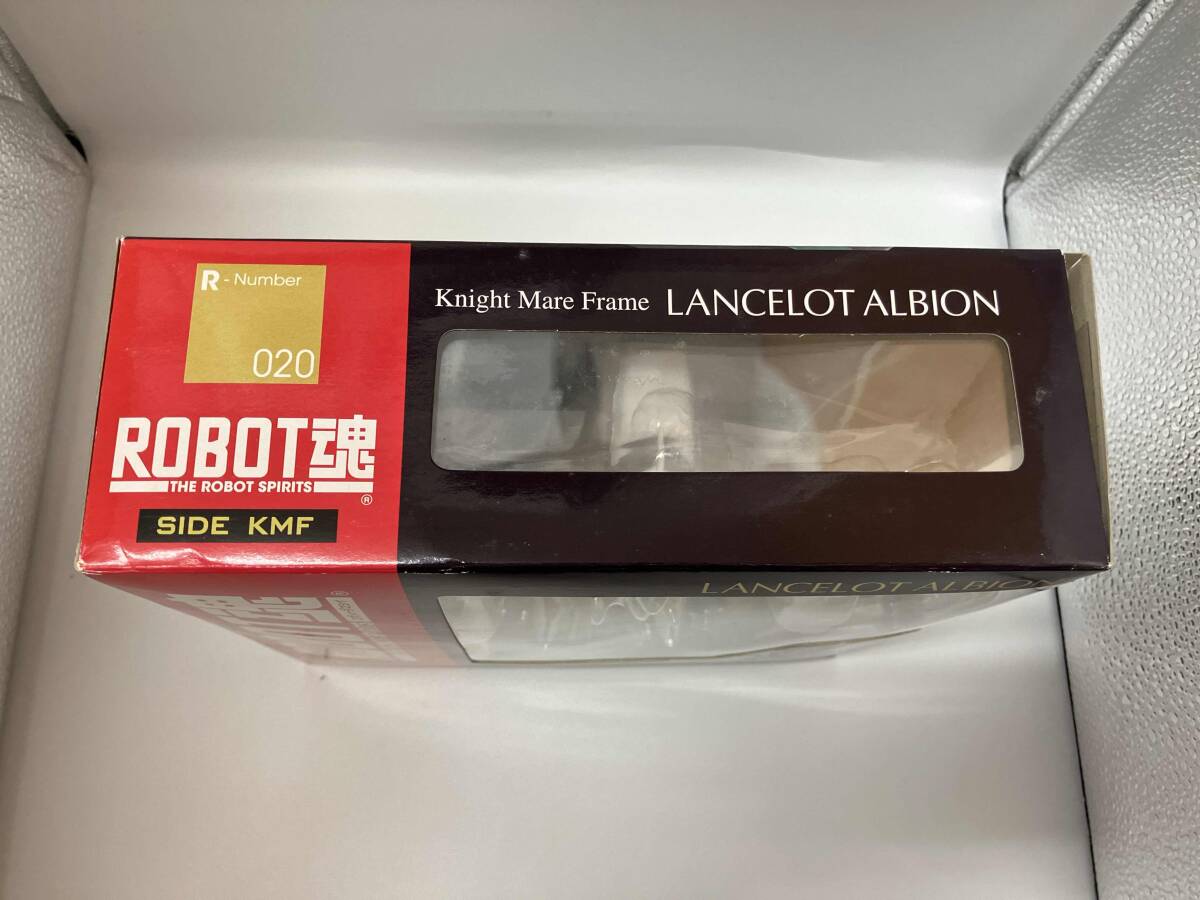 R - Number
020
ROBOT魂
THE ROBOT SPIRITS
®
SIDE KMF
Knight Mare Frame LANCELOT ALBION
LANCELOT ALBION